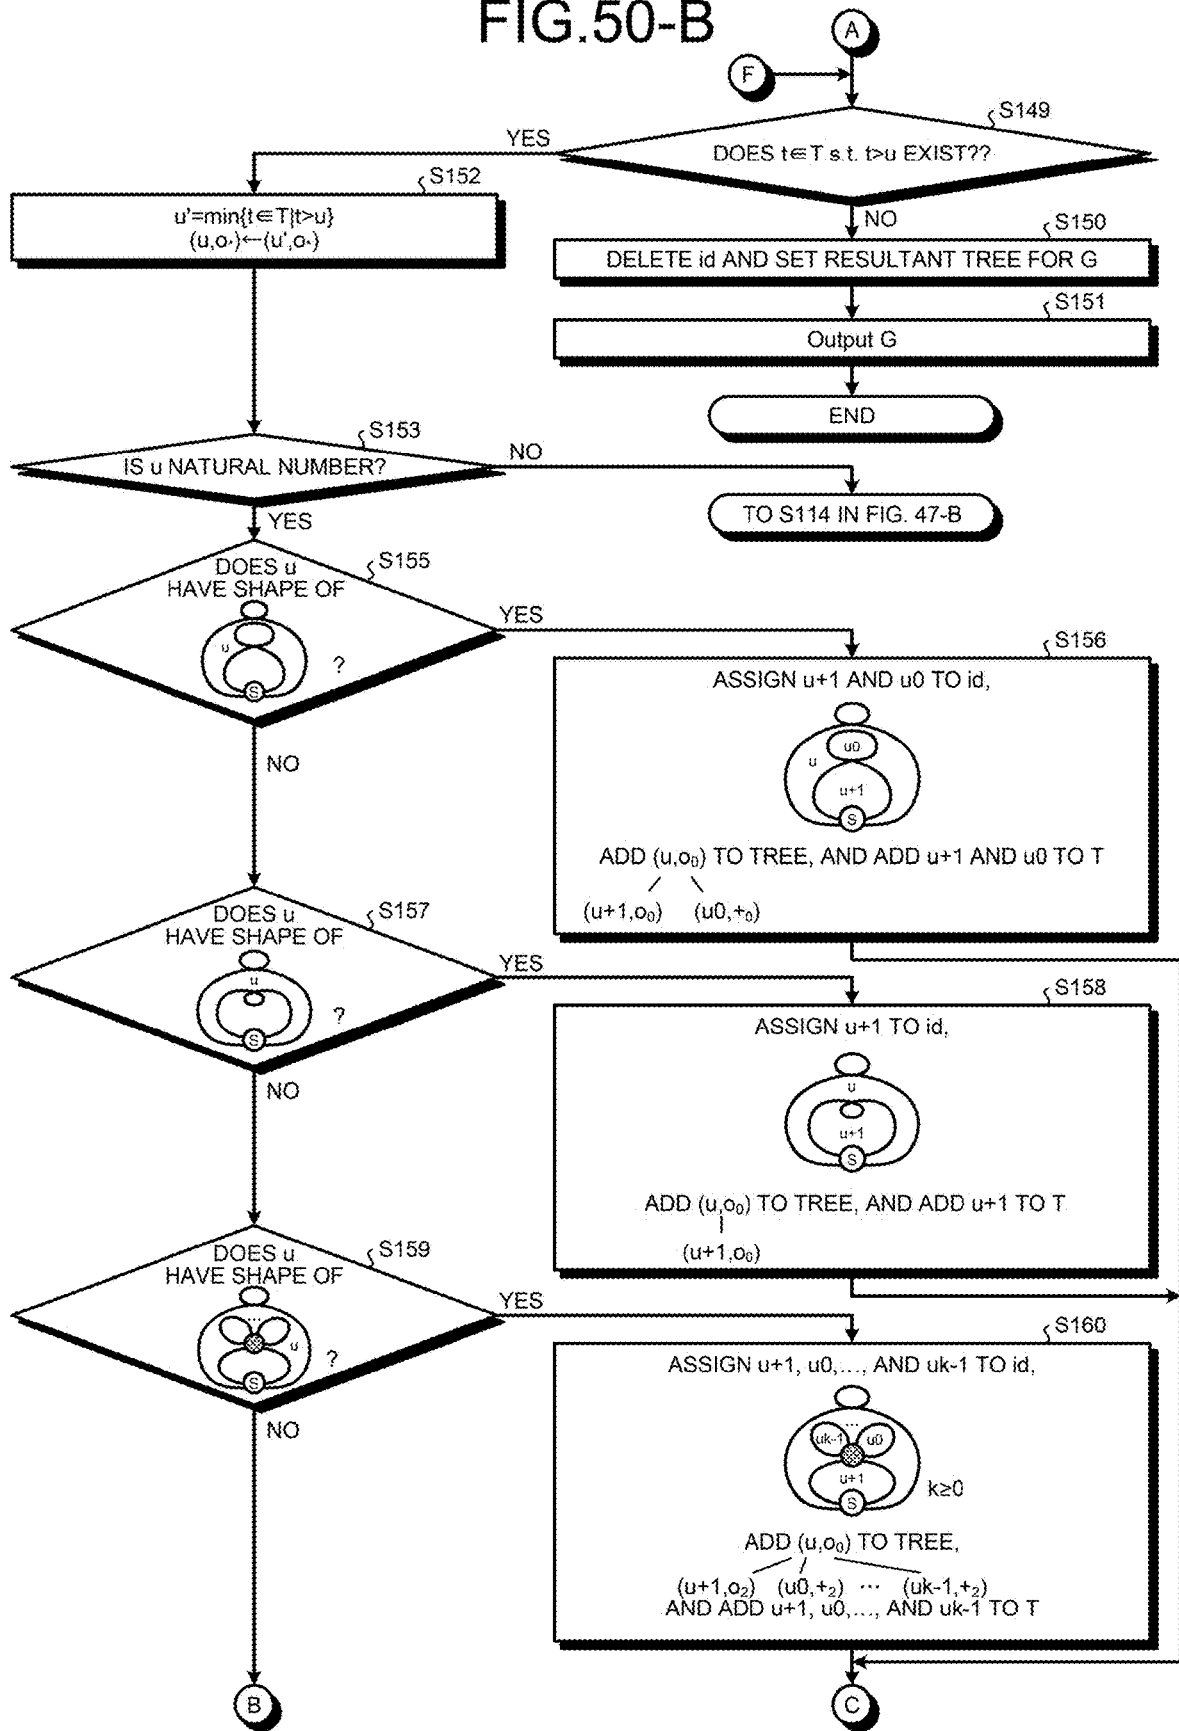 FIG.50-B
A
F
S149
DOES t∈T s.t. t>u EXIST??
YES
NO
S152
u'=min{t∈T|t>u}
(u,o*)←(u',o*)
S150
DELETE id AND SET RESULTANT TREE FOR G
S151
Output G
END
S153
IS u NATURAL NUMBER?
NO
TO S114 IN FIG. 47-B
YES
S155
DOES u
HAVE SHAPE OF
u
S
?
YES
NO
S156
ASSIGN u+1 AND u0 TO id,
u0
u
u+1
S
ADD (u,o₀) TO TREE, AND ADD u+1 AND u0 TO T
(u+1,o₀) (u0,+₀)
S157
DOES u
HAVE SHAPE OF
u
S
?
YES
NO
S158
ASSIGN u+1 TO id,
u
u+1
S
ADD (u,o₀) TO TREE, AND ADD u+1 TO T
(u+1,o₀)
S159
DOES u
HAVE SHAPE OF
...
u
S
?
YES
NO
S160
ASSIGN u+1, u0,..., AND uk-1 TO id,
...
uk-1 u0
u+1
S
k≥0
ADD (u,o₀) TO TREE,
(u+1,o₂) (u0,+₂) ... (uk-1,+₂)
AND ADD u+1, u0,..., AND uk-1 TO T
B
C